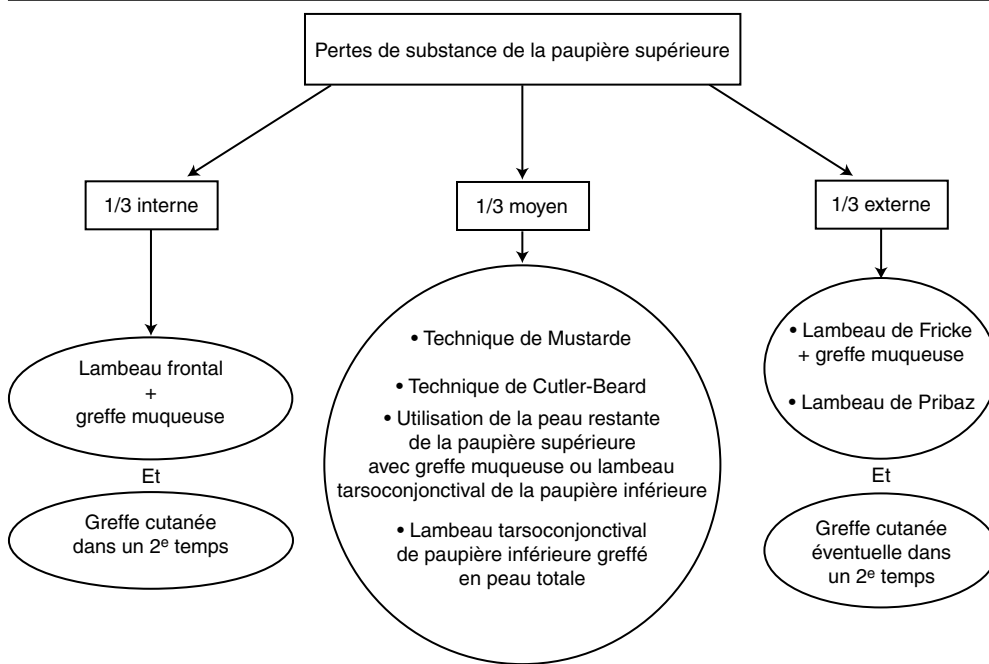 Pertes de substance de la paupière supérieure
1/3 interne
1/3 moyen
1/3 externe
Lambeau frontal
+
greffe muqueuse
Et
Greffe cutanée
dans un 2e temps
• Technique de Mustarde
• Technique de Cutler-Beard
• Utilisation de la peau restante
de la paupière supérieure
avec greffe muqueuse ou lambeau
tarsoconjonctival de la paupière inférieure
• Lambeau tarsoconjonctival
de paupière inférieure greffé
en peau totale
• Lambeau de Fricke
+ greffe muqueuse
• Lambeau de Pribaz
Et
Greffe cutanée
éventuelle dans
un 2e temps